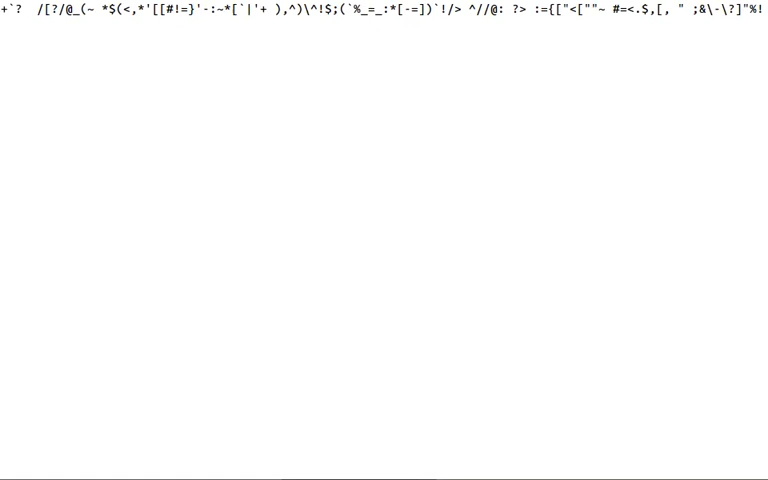 +`?  /[?/@_(~ *$(<,*'[[#!=}'-:~*[`|'+ ),^)\^!$;(`%_=_:*[-=])`!/> ^//@: ?> :={["<[""~ #=<.$,[, " ;&\-\?]"%!